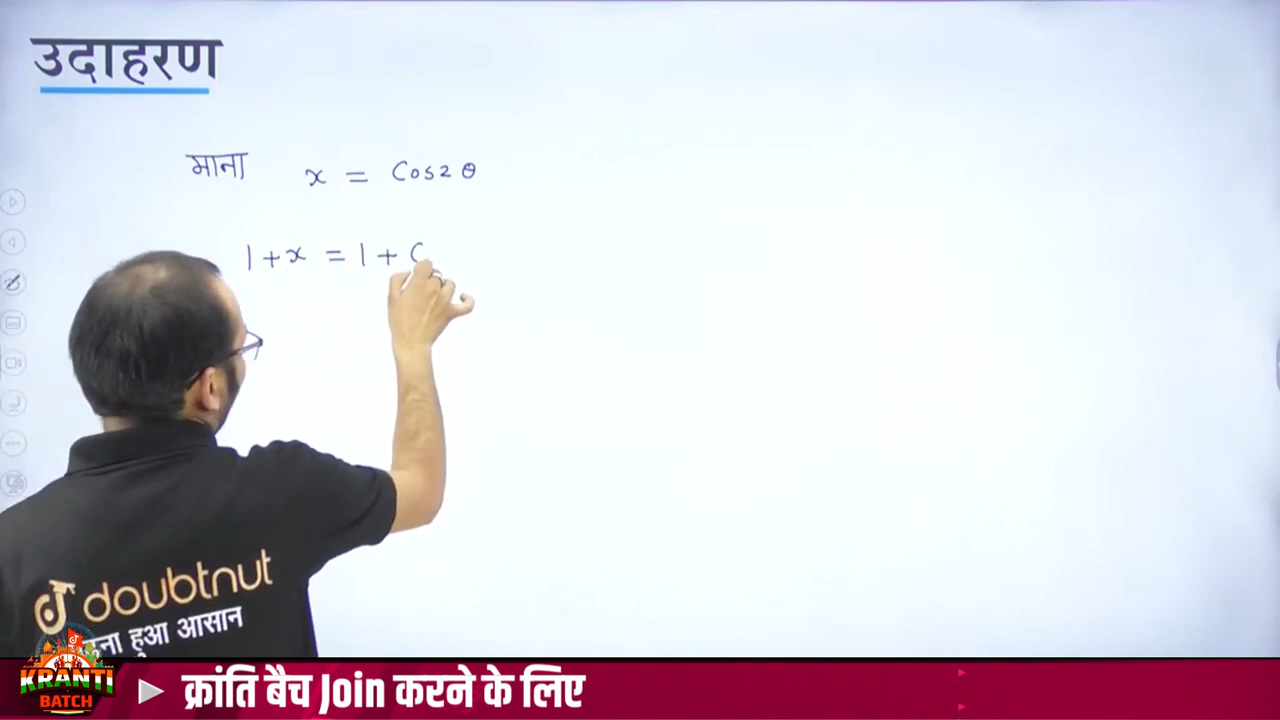 उदाहरण
माना x = Cos2θ
1+x = 1+C
doubtnut
हुआ आसान
KRANTI
BATCH
क्रांति बैच Join करने के लिए